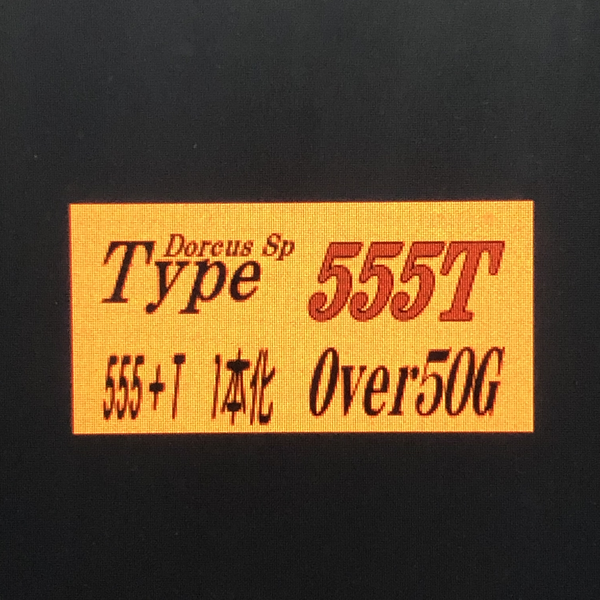 Dorcus Sp
Type 555T
555+T 1本化 Over50G